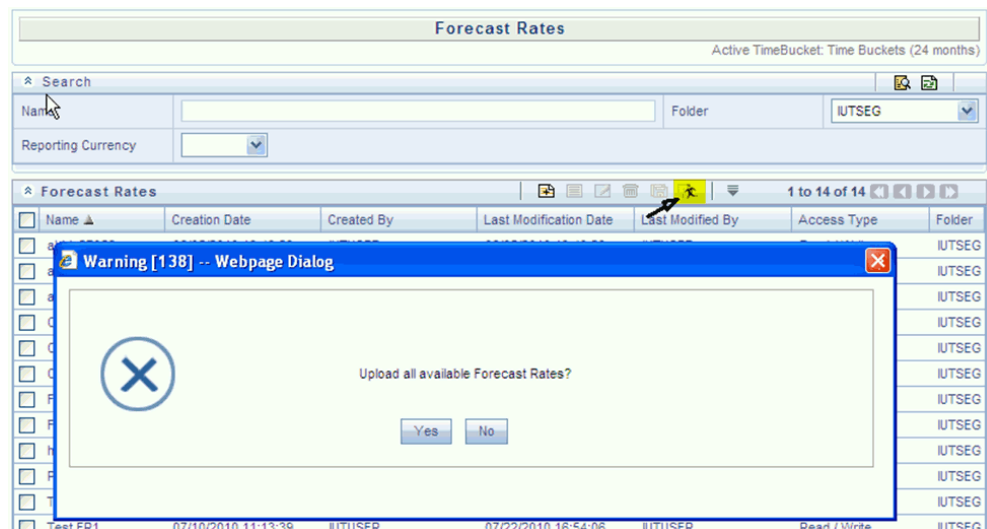 Forecast Rates
Active TimeBucket: Time Buckets (24 months)
Search
Name
Folder
IUTSEG
Reporting Currency
Forecast Rates
1 to 14 of 14
Name Creation Date Created By Last Modification Date Last Modified By Access Type Folder
IUTSEG
Warning [138] -- Webpage Dialog
IUTSEG
IUTSEG
IUTSEG
IUTSEG
Upload all available Forecast Rates?
IUTSEG
IUTSEG
Yes No
IUTSEG
IUTSEG
IUTSEG
IUTSEG
Test FR1 07/10/2010 11:13:39 IUTUSER 07/22/2010 16:54:06 IUTUSER Read / Write IUTSEG